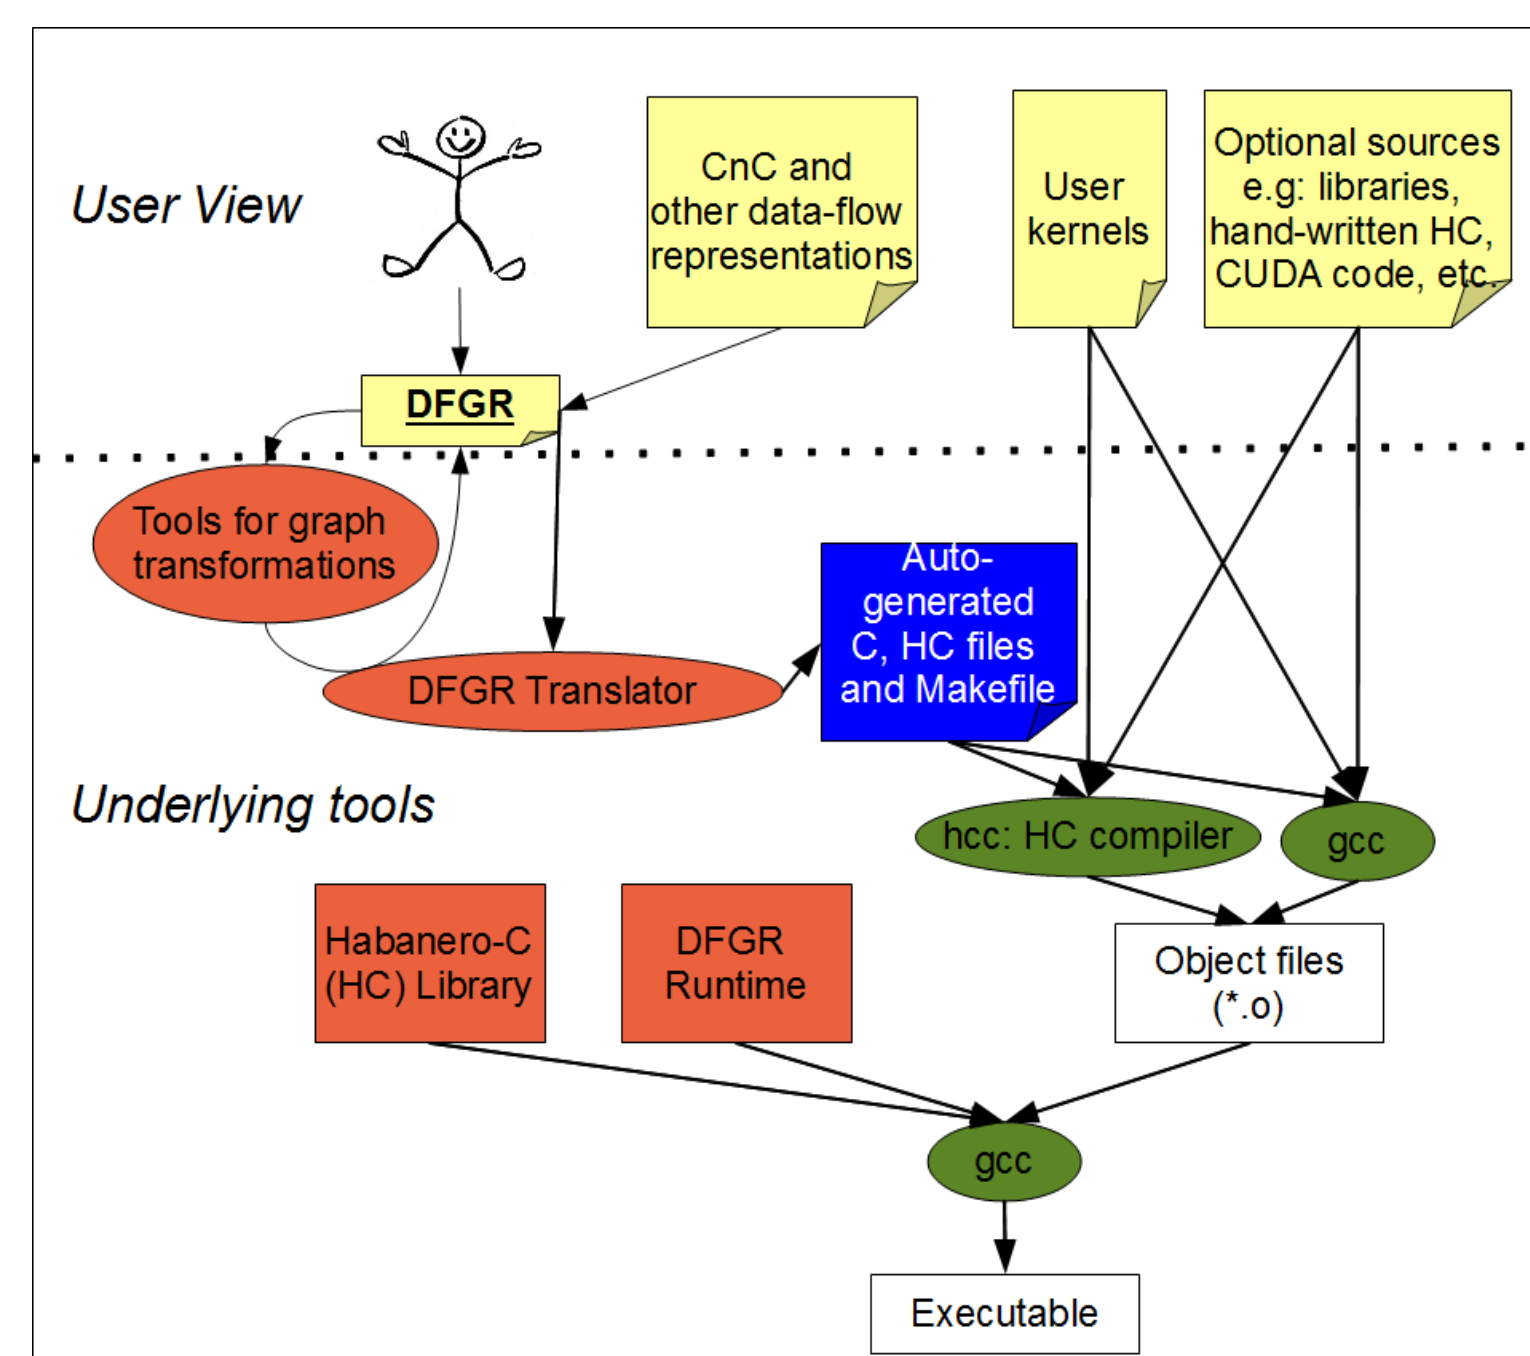 User View
CnC and
other data-flow
representations
User
kernels
Optional sources
e.g: libraries,
hand-written HC,
CUDA code, etc.
DFGR
Tools for graph
transformations
DFGR Translator
Auto-
generated
C, HC files
and Makefile
Underlying tools
hcc: HC compiler
gcc
Habanero-C
(HC) Library
DFGR
Runtime
Object files
(*.o)
gcc
Executable